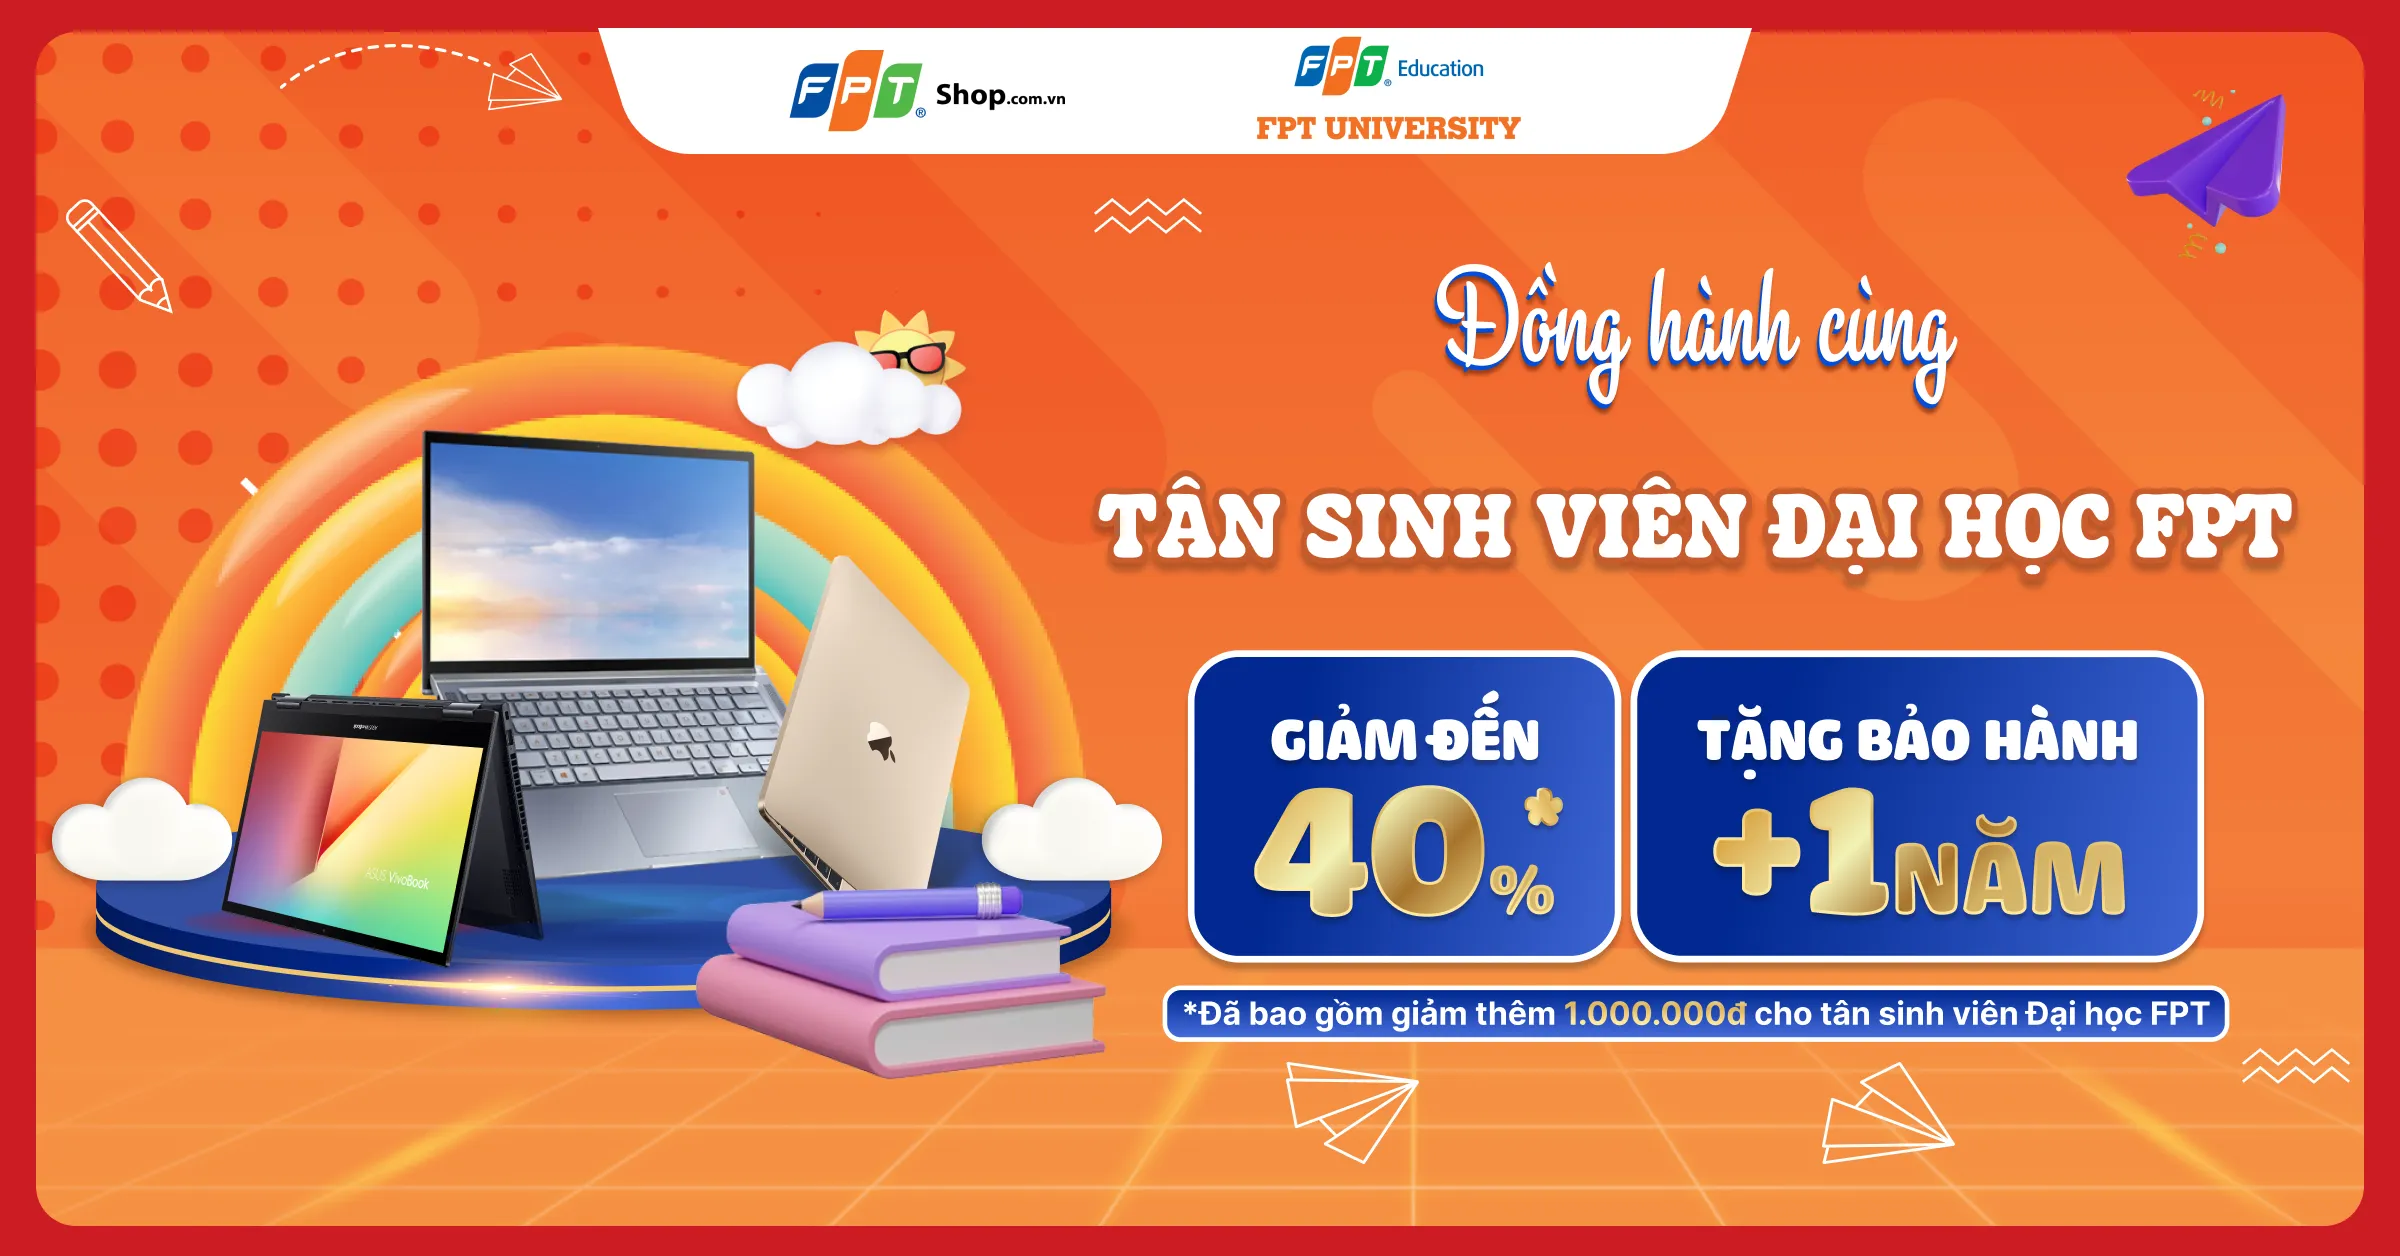 FPT Shop.com.vn
FPT Education
FPT UNIVERSITY
Đồng hành cùng
TÂN SINH VIÊN ĐẠI HỌC FPT
GIẢM ĐẾN
40%*
TẶNG BẢO HÀNH
+1 NĂM
*Đã bao gồm giảm thêm 1.000.000đ cho tân sinh viên Đại học FPT
ASUS VivoBook